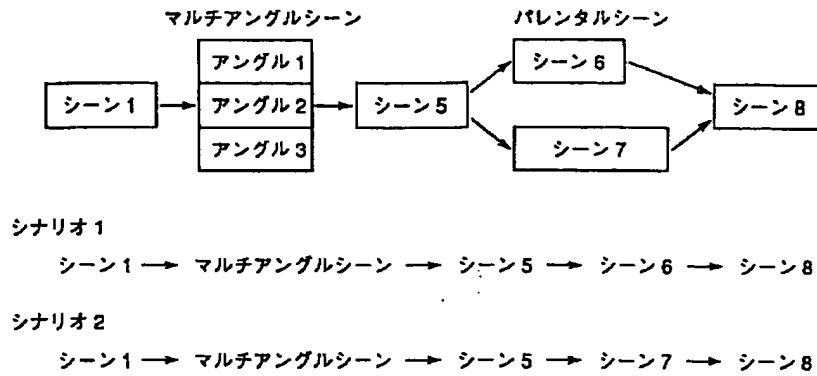 マルチアングルシーン パレンタルシーン
アングル1
シーン6
シーン1 アングル2 シーン5 シーン8
アングル3 シーン7
シナリオ1
シーン1 → マルチアングルシーン → シーン5 → シーン6 → シーン8
シナリオ2
シーン1 → マルチアングルシーン → シーン5 → シーン7 → シーン8